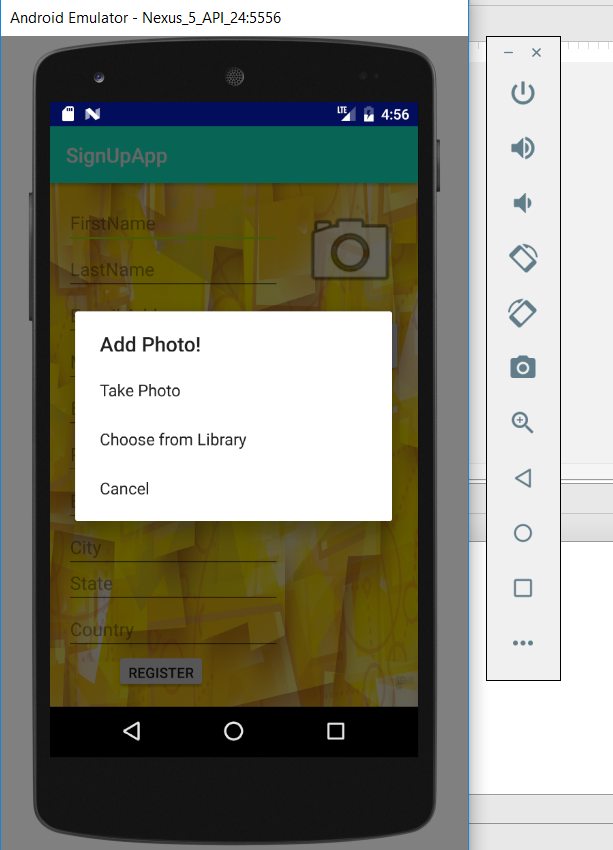 Android Emulator - Nexus_5_API_24:5556
LTE 4:56
SignUpApp
FirstName
LastName
Add Photo!
Take Photo
Choose from Library
Cancel
City
State
Country
REGISTER